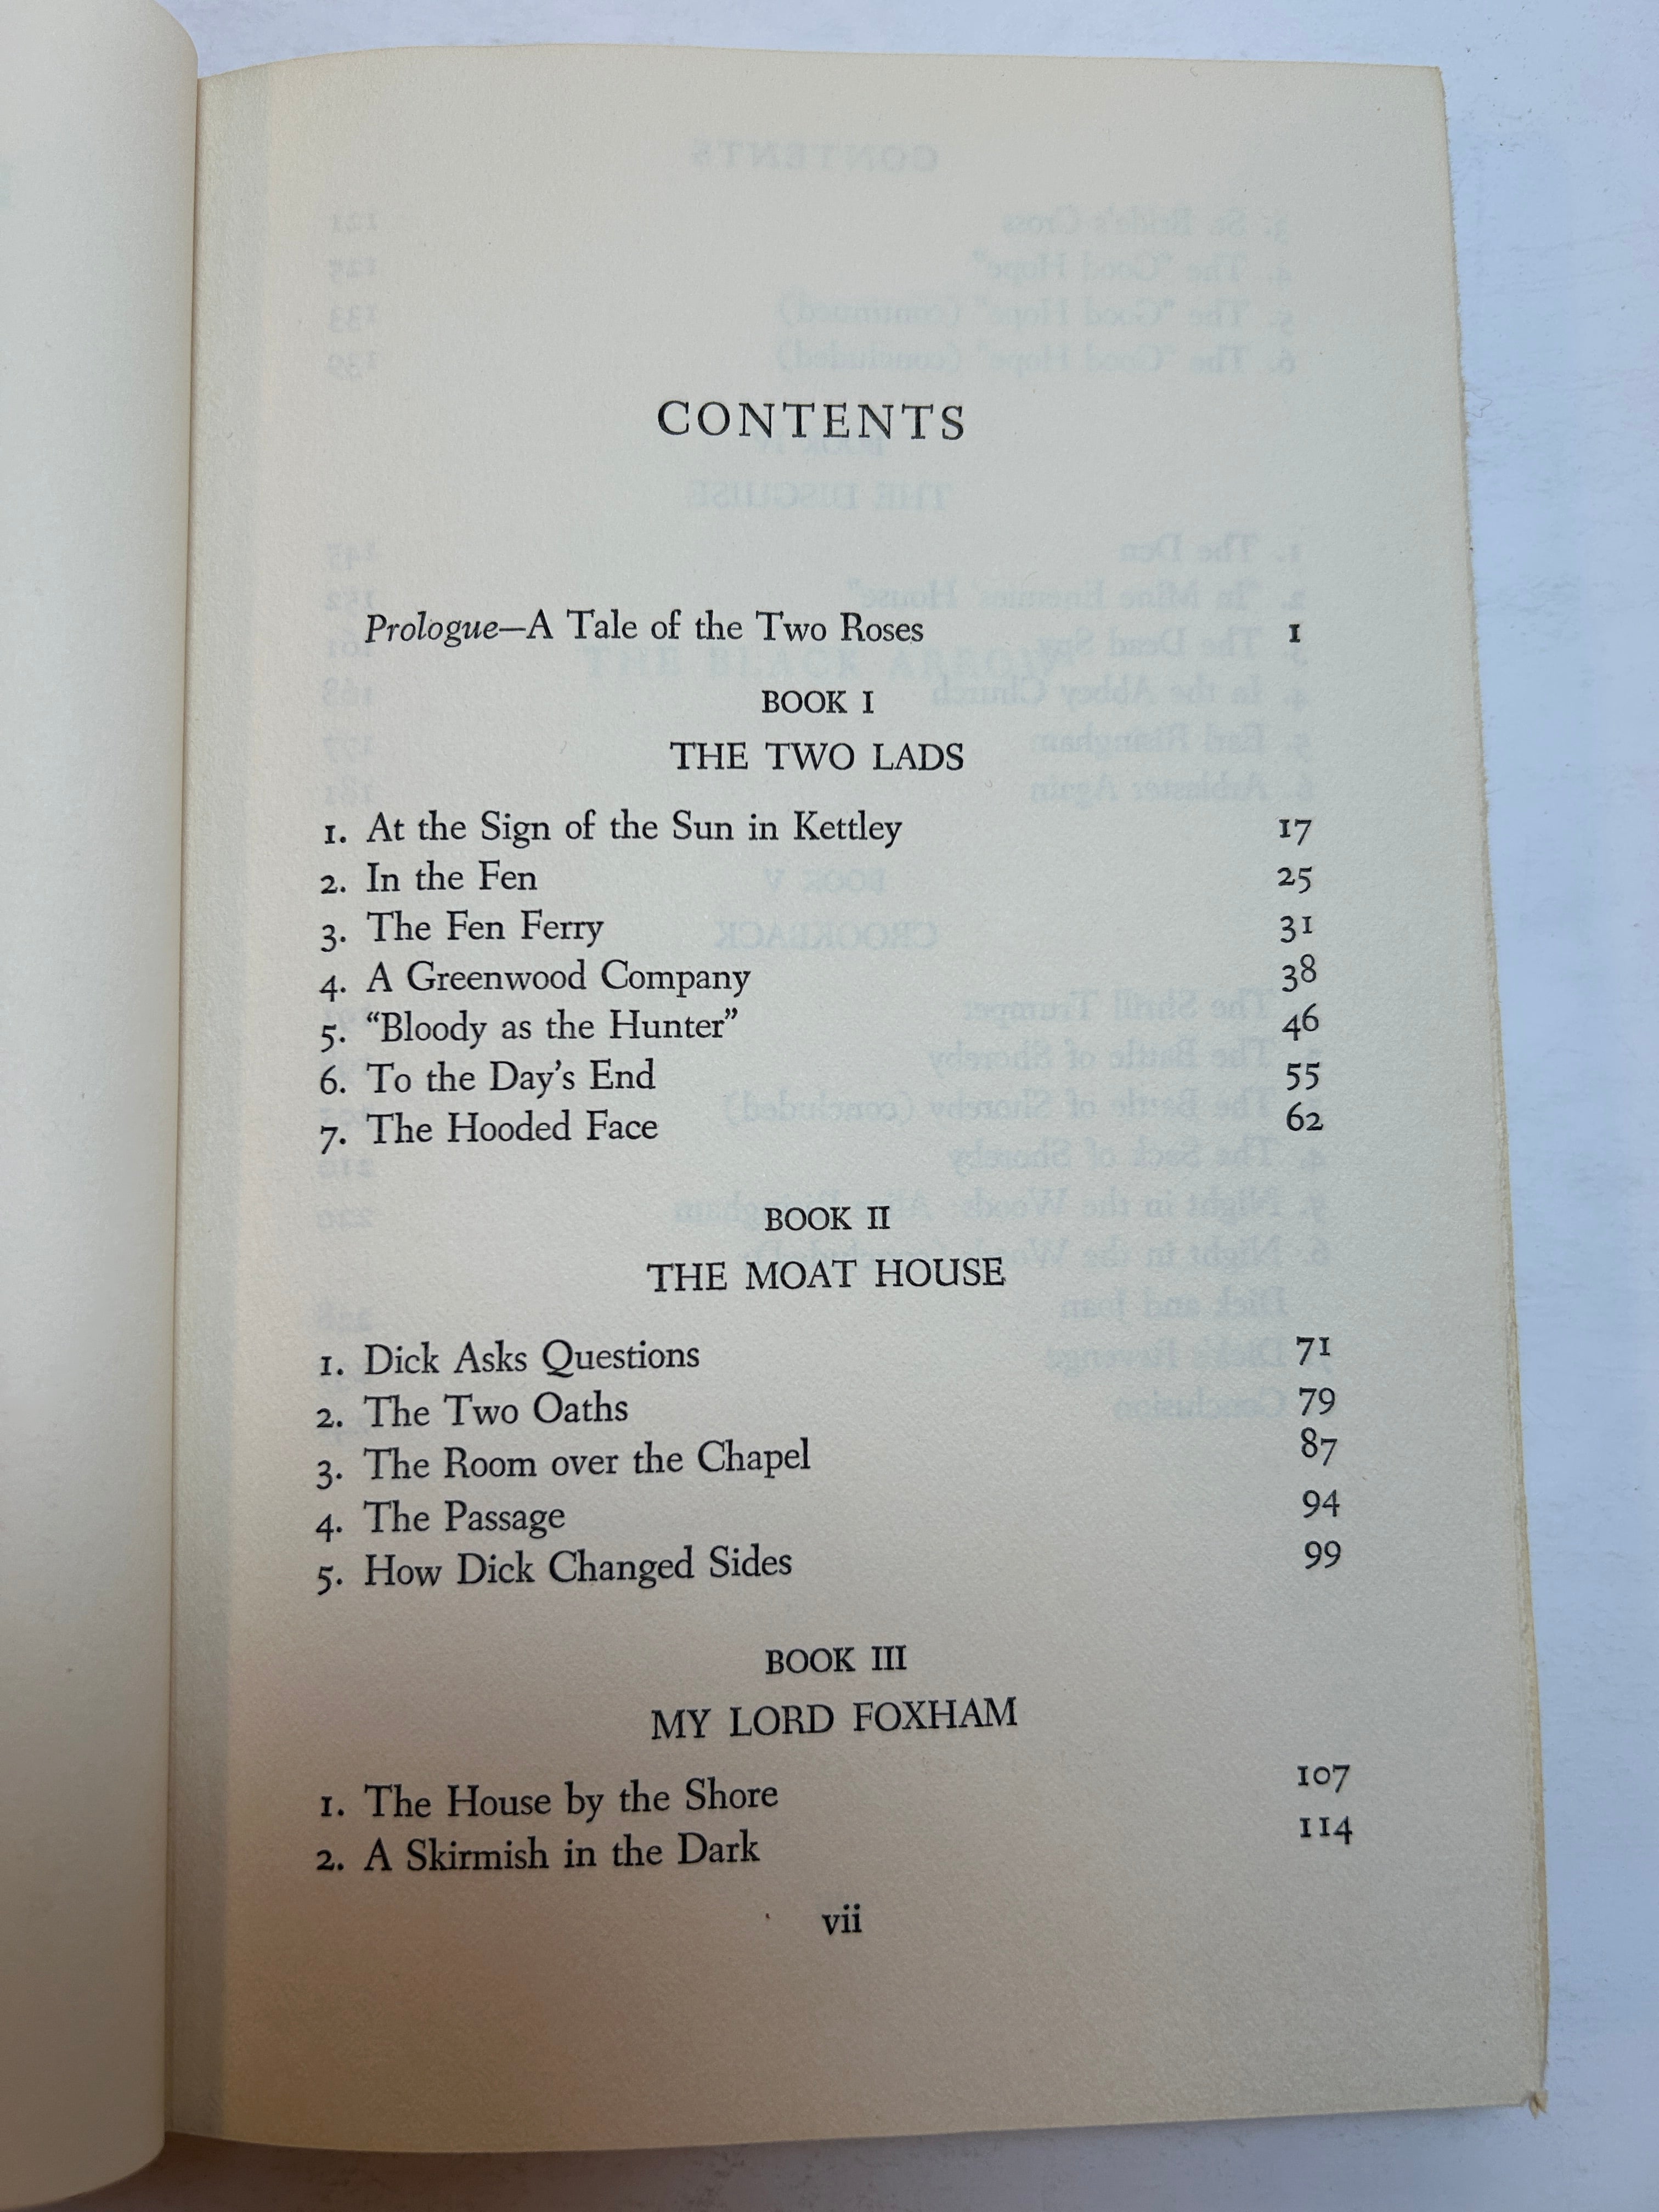 CONTENTS
Prologue—A Tale of the Two Roses 1
BOOK I
THE TWO LADS
1. At the Sign of the Sun in Kettley 17
2. In the Fen 25
3. The Fen Ferry 31
4. A Greenwood Company 38
5. “Bloody as the Hunter” 46
6. To the Day’s End 55
7. The Hooded Face 62
BOOK II
THE MOAT HOUSE
1. Dick Asks Questions 71
2. The Two Oaths 79
3. The Room over the Chapel 87
4. The Passage 94
5. How Dick Changed Sides 99
BOOK III
MY LORD FOXHAM
1. The House by the Shore 107
2. A Skirmish in the Dark 114
vii